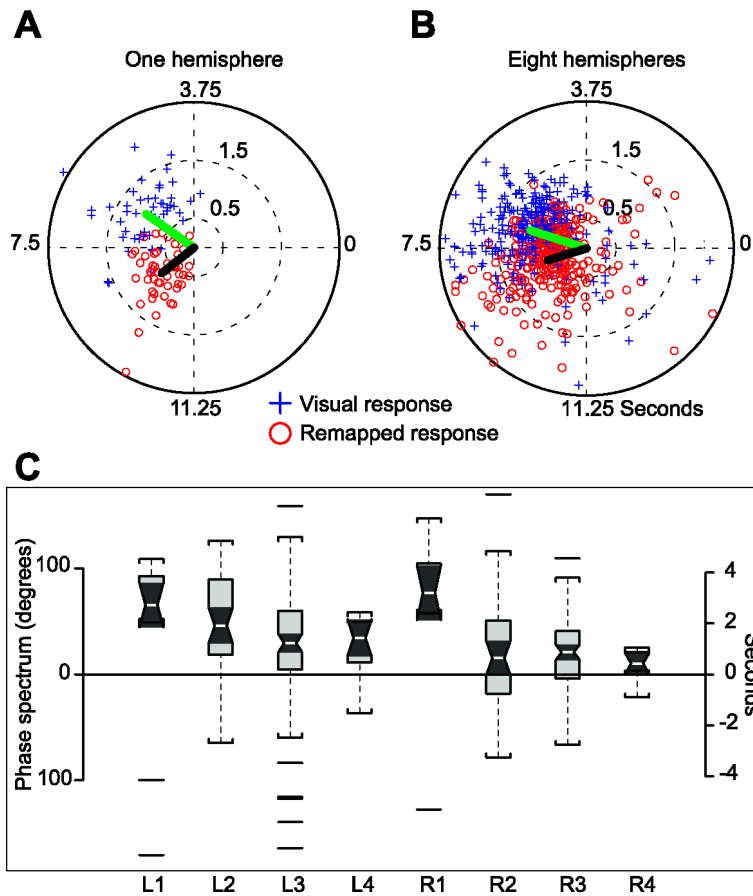 A
B
One hemisphere
Eight hemispheres
3.75
3.75
1.5
1.5
0.5
0.5
7.5
0
7.5
0
11.25
11.25 Seconds
Visual response
Remapped response
C
Phase spectrum (degrees)
100
0
100
4
2
0
-2
-4
Seconds
L1 L2 L3 L4 R1 R2 R3 R4